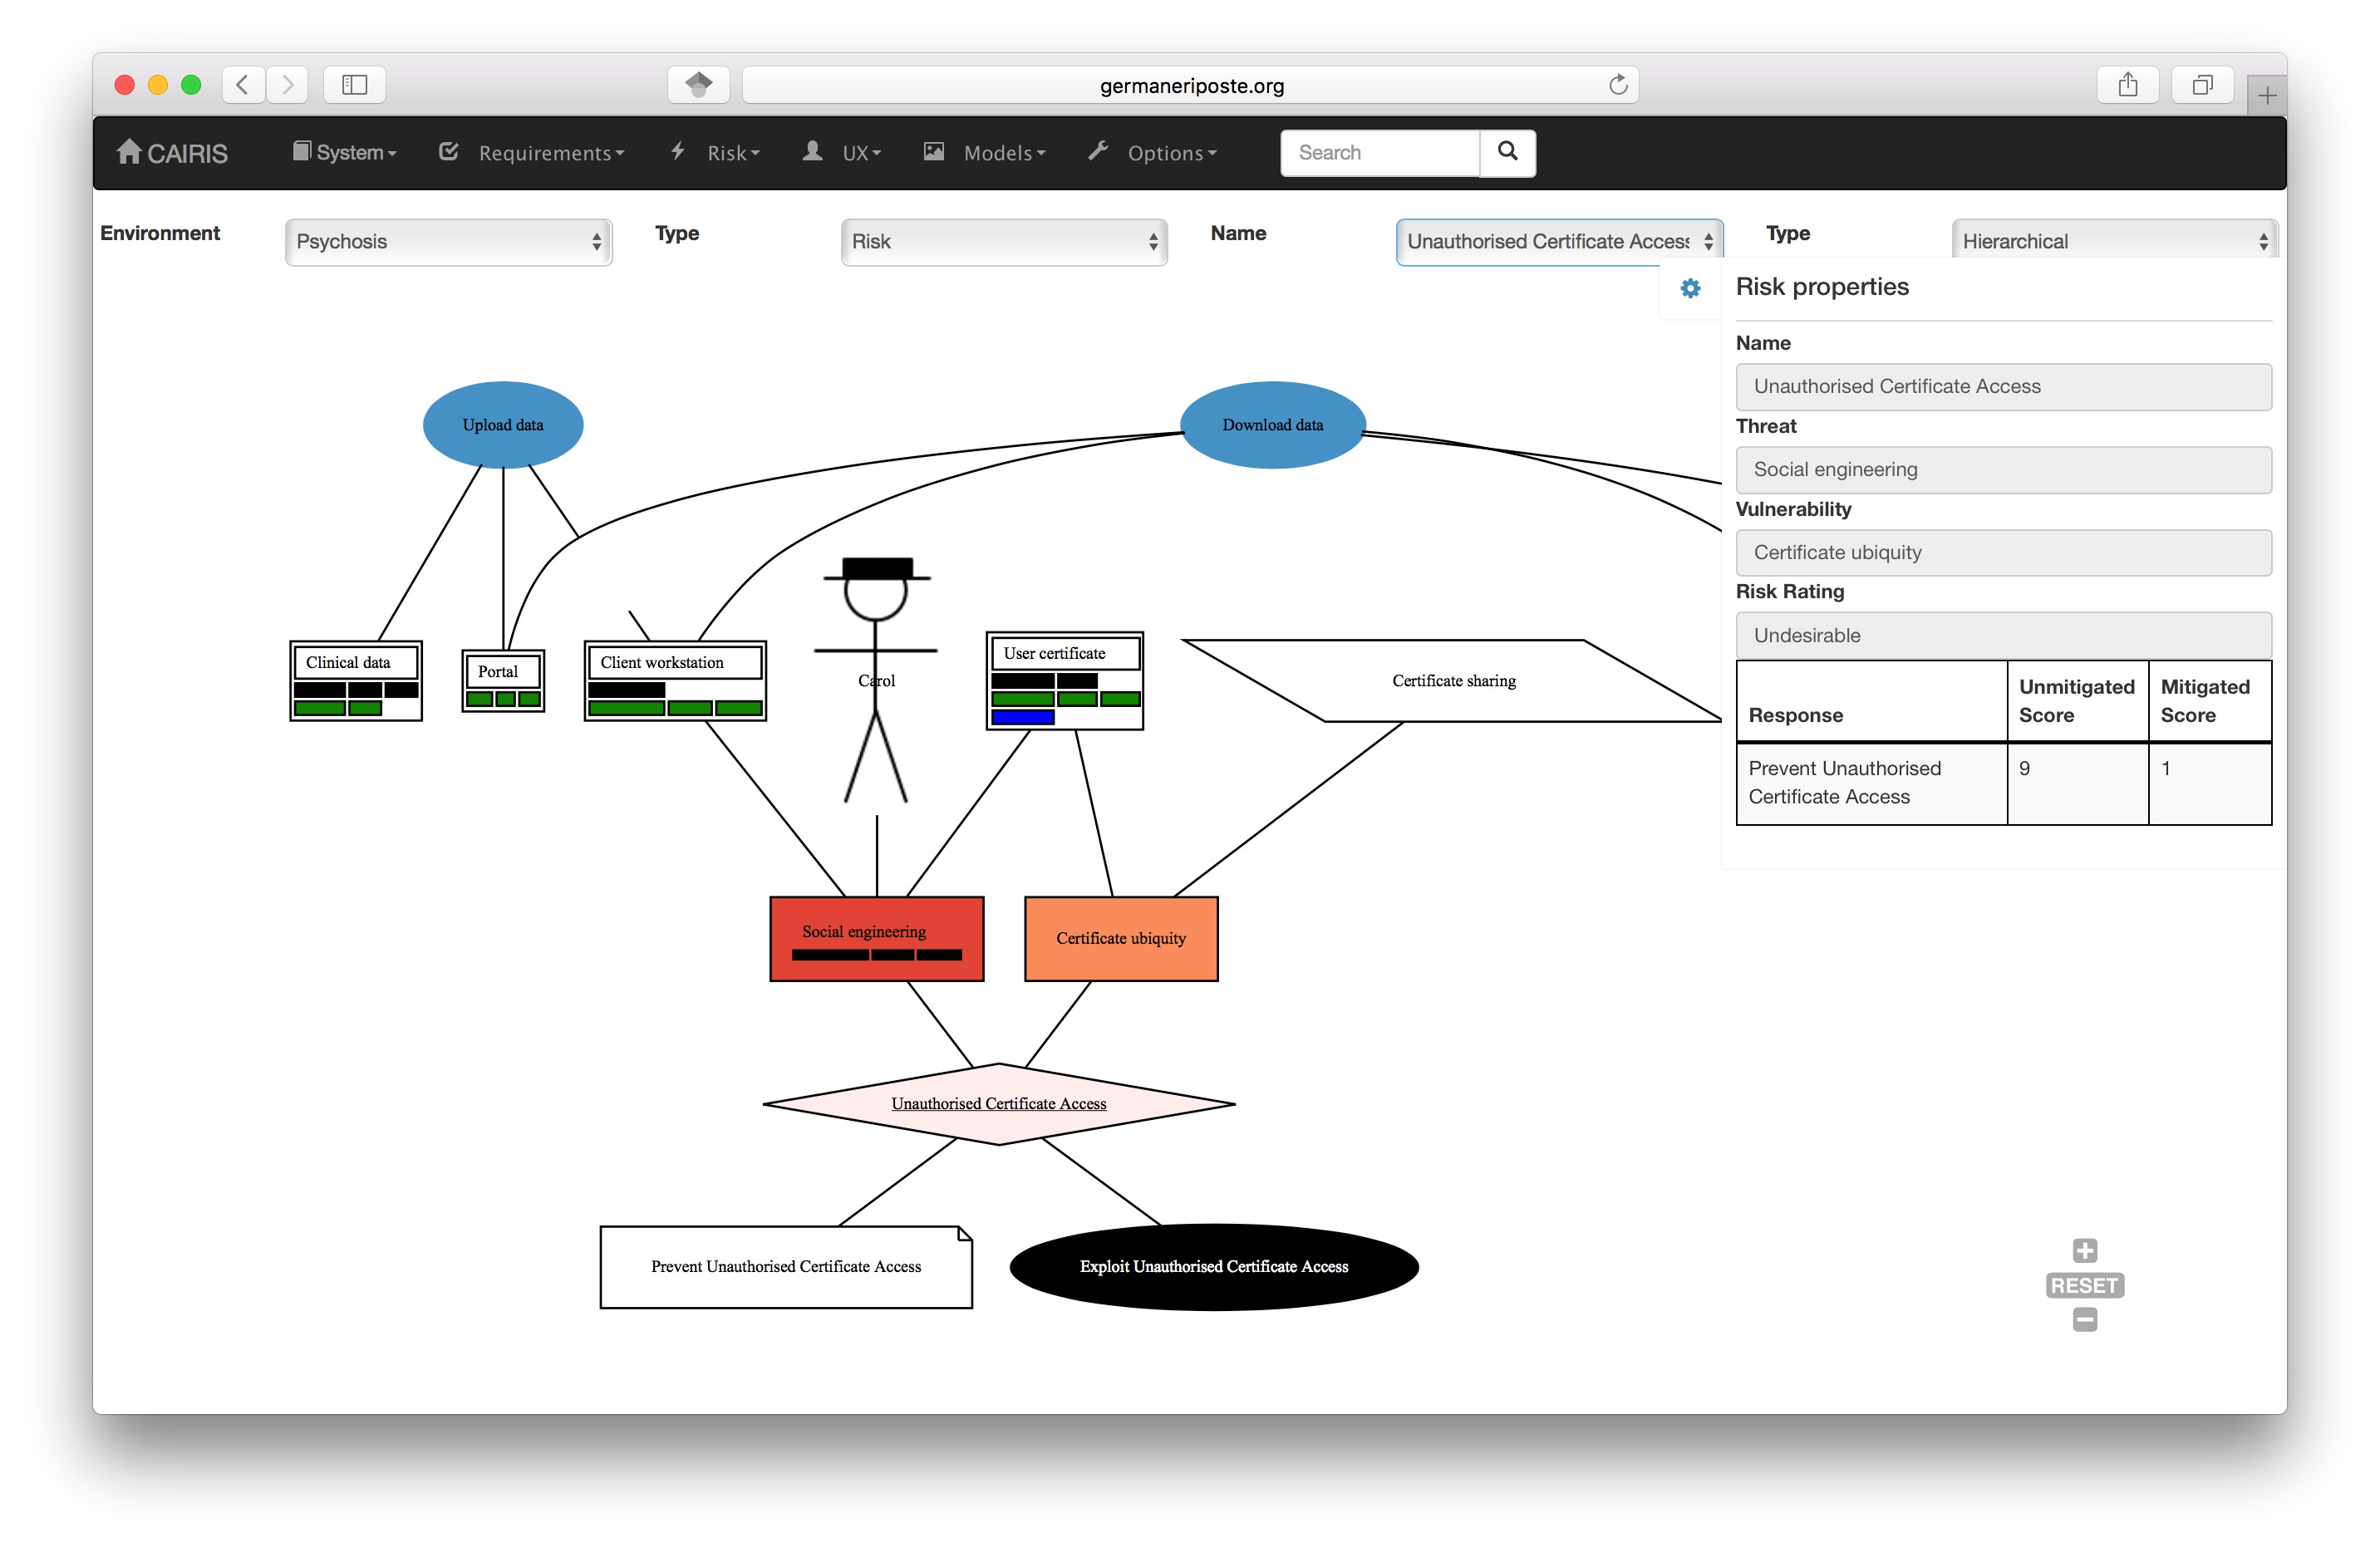 germaneriposte.org
CAIRIS System Requirements Risk UX Models Options Search
Environment Psychosis Type Risk Name Unauthorised Certificate Access Type Hierarchical
Risk properties
Name
Unauthorised Certificate Access
Threat
Social engineering
Vulnerability
Certificate ubiquity
Risk Rating
Undesirable
Response Unmitigated Score Mitigated Score
Prevent Unauthorised Certificate Access 9 1
Upload data
Download data
Clinical data
Portal
Client workstation
Carol
User certificate
Certificate sharing
Social engineering
Certificate ubiquity
Unauthorised Certificate Access
Prevent Unauthorised Certificate Access
Exploit Unauthorised Certificate Access
RESET